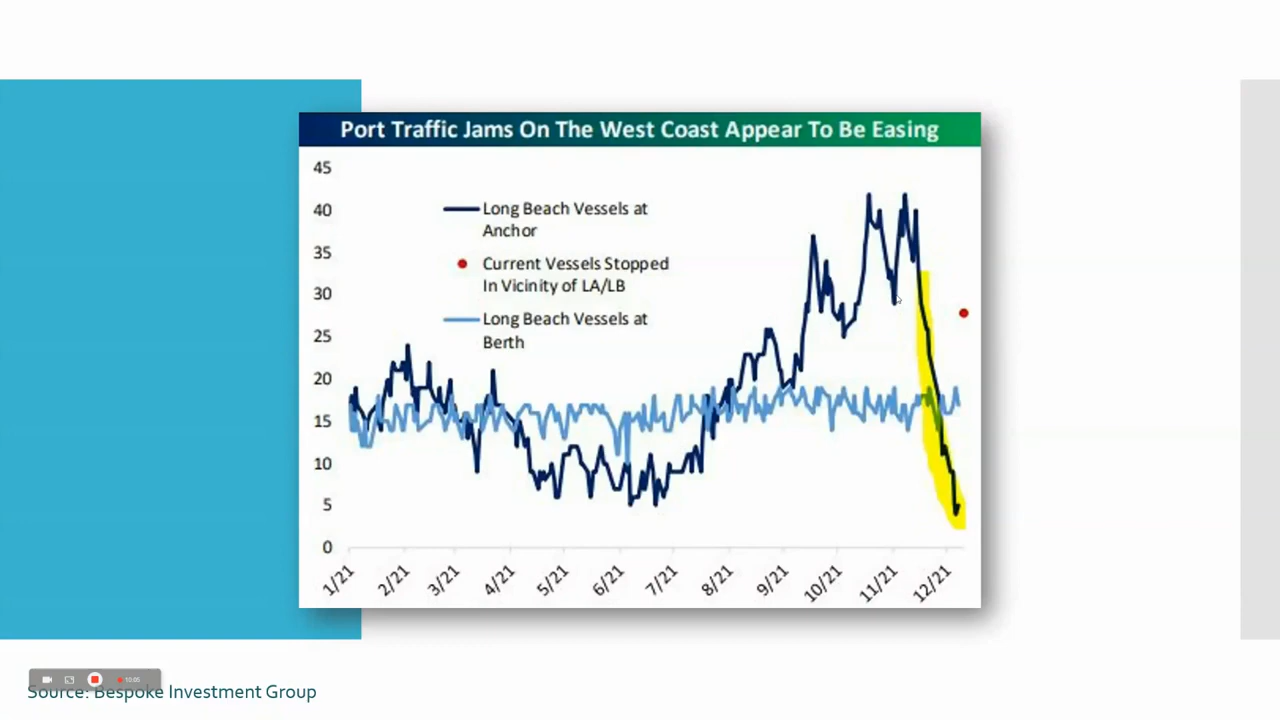 Port Traffic Jams On The West Coast Appear To Be Easing
45
40
35
30
25
20
15
10
5
0
Long Beach Vessels at
Anchor
Current Vessels Stopped
In Vicinity of LA/LB
Long Beach Vessels at
Berth
1/21
2/21
3/21
4/21
5/21
6/21
7/21
8/21
9/21
10/21
11/21
12/21
10:05
Source: Bespoke Investment Group